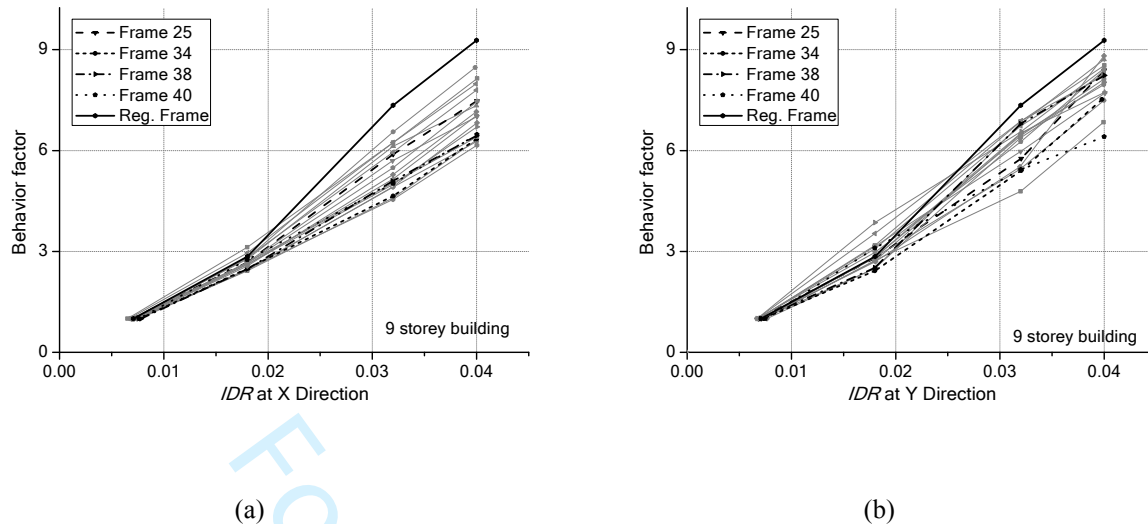 Frame 25
Frame 34
Frame 38
Frame 40
Reg. Frame
9
6
3
0
Behavior factor
9 storey building
0.00
0.01
0.02
0.03
0.04
IDR at X Direction
(a)
Frame 25
Frame 34
Frame 38
Frame 40
Reg. Frame
9
6
3
0
Behavior factor
9 storey building
0.00
0.01
0.02
0.03
0.04
IDR at Y Direction
(b)
FO